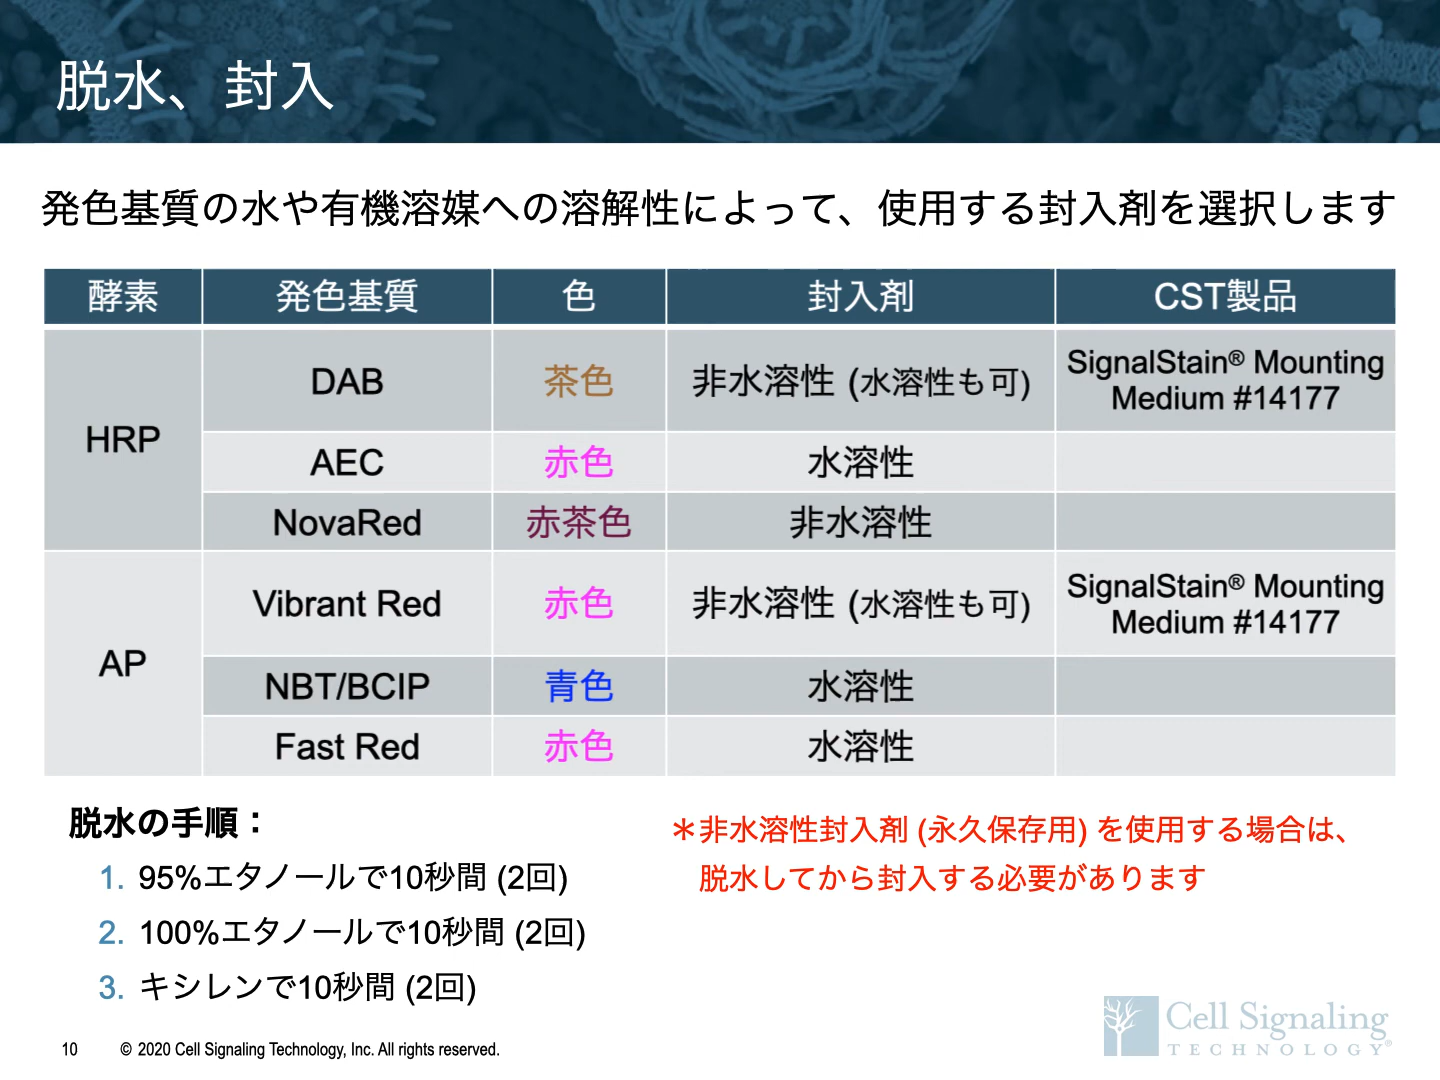 脱水、封入
発色基質の水や有機溶媒への溶解性によって、使用する封入剤を選択します
酵素 発色基質 色 封入剤 CST製品
HRP
DAB 茶色 非水溶性 (水溶性も可) SignalStain® Mounting
Medium #14177
AEC 赤色 水溶性
NovaRed 赤茶色 非水溶性
AP
Vibrant Red 赤色 非水溶性 (水溶性も可) SignalStain® Mounting
Medium #14177
NBT/BCIP 青色 水溶性
Fast Red 赤色 水溶性
脱水の手順：
1. 95%エタノールで10秒間 (2回)
2. 100%エタノールで10秒間 (2回)
3. キシレンで10秒間 (2回)
＊非水溶性封入剤 (永久保存用) を使用する場合は、
脱水してから封入する必要があります
10 © 2020 Cell Signaling Technology, Inc. All rights reserved.
Cell Signaling
TECHNOLOGY®